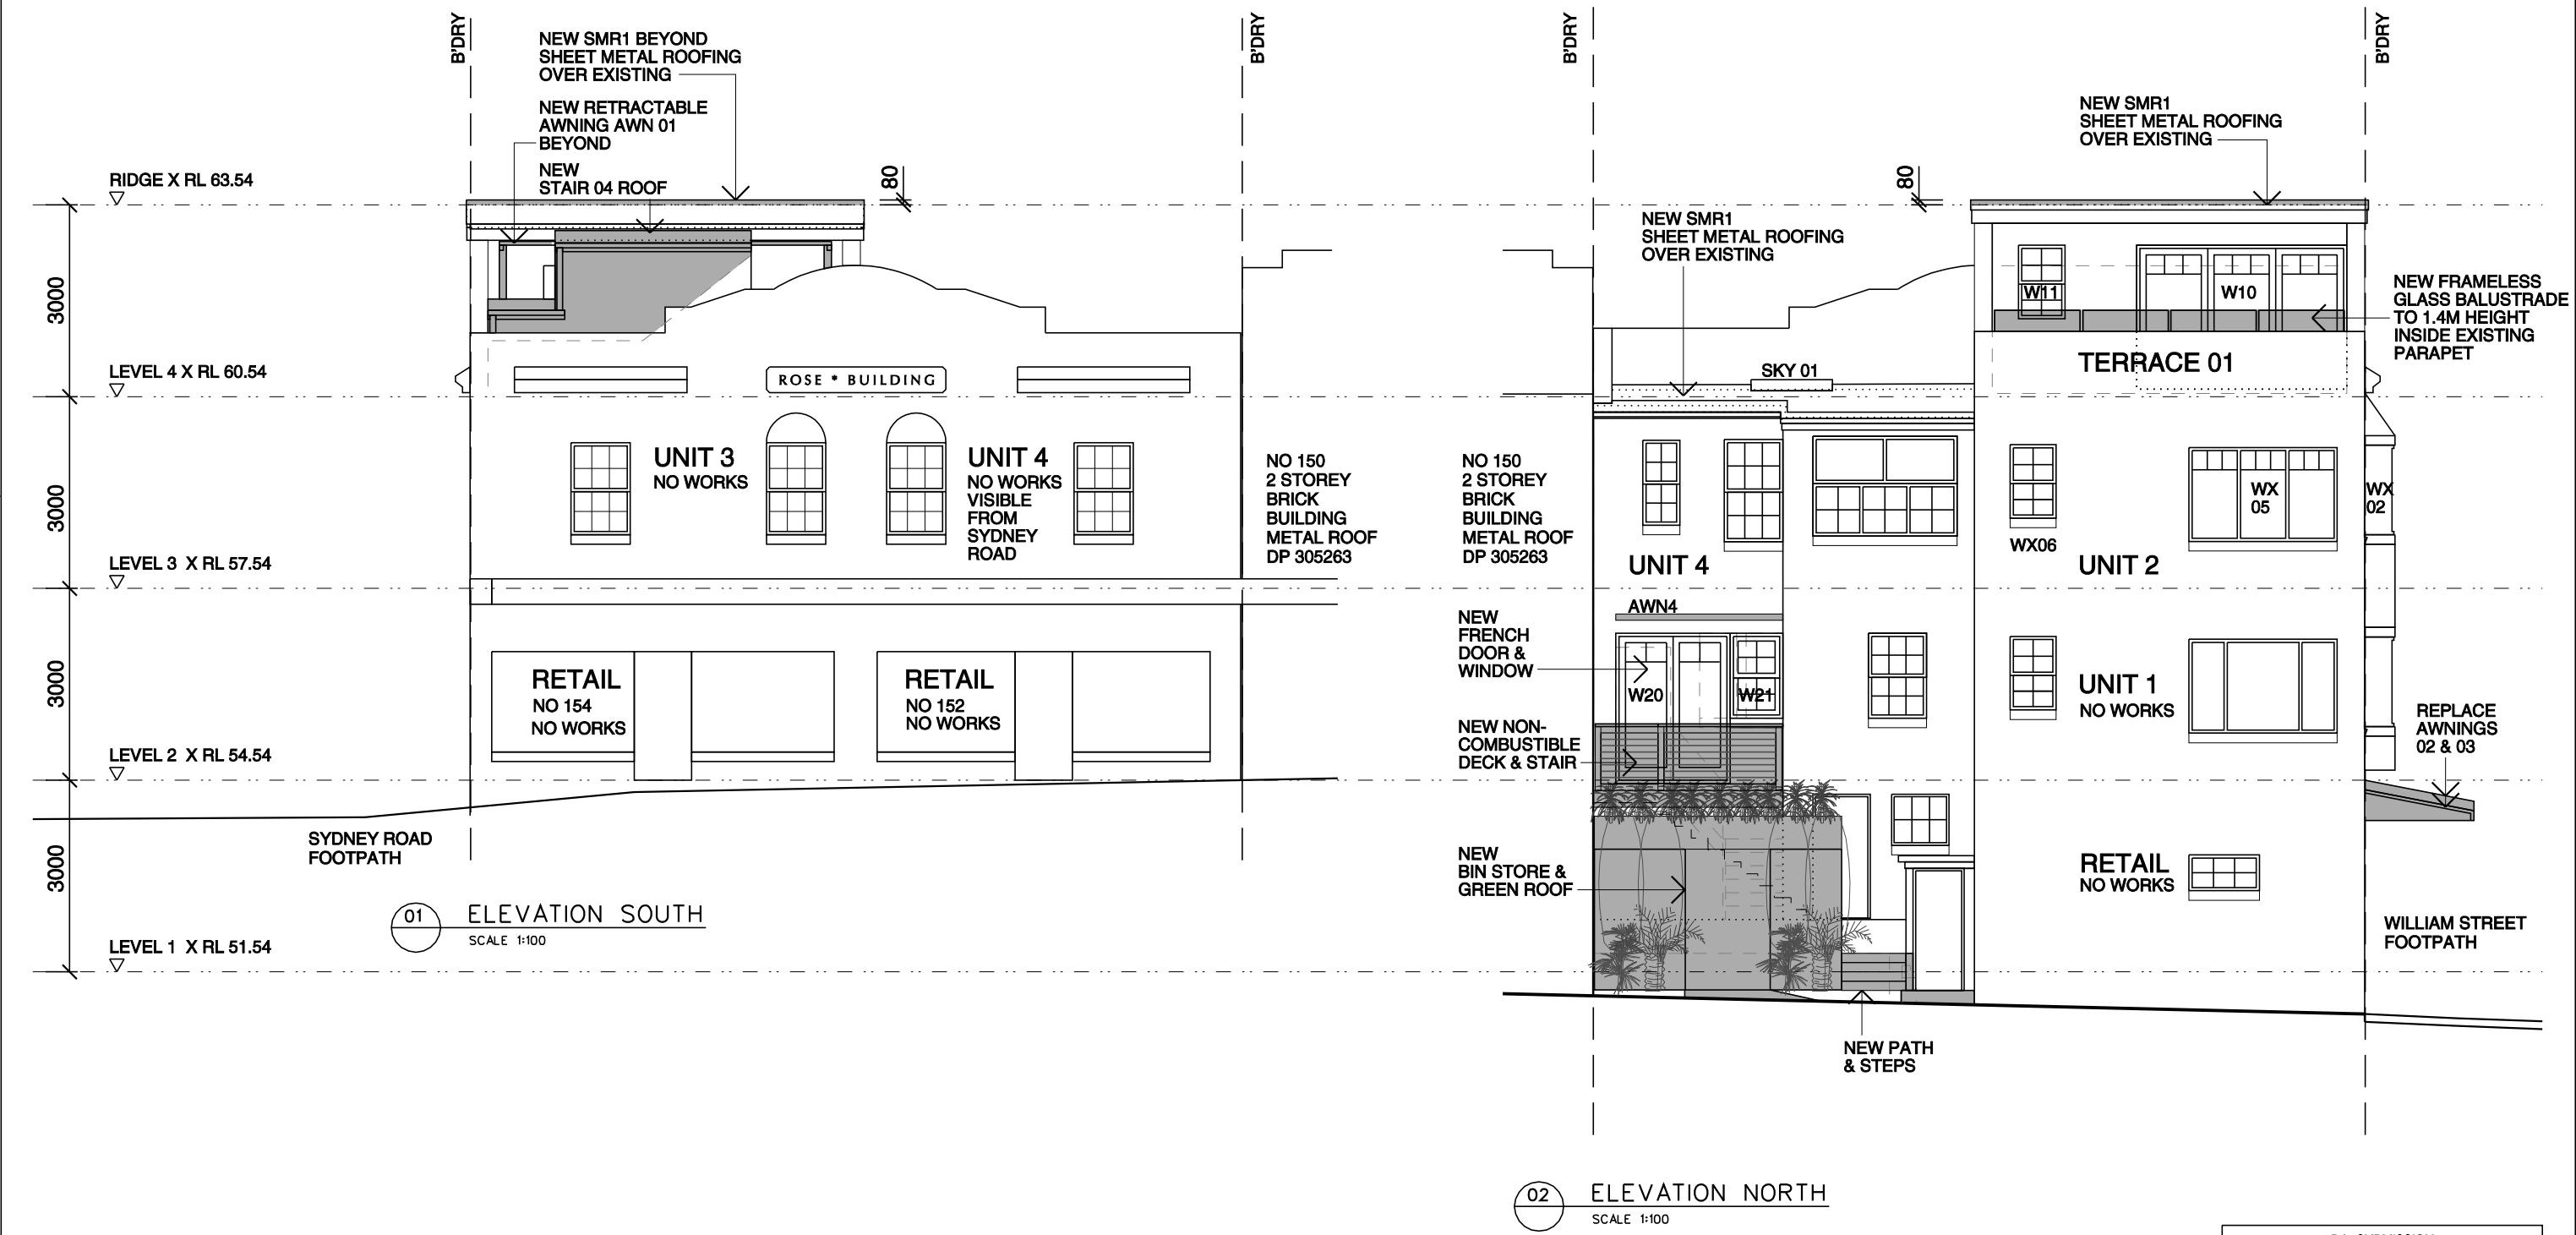 B'DRY
B'DRY
B'DRY
B'DRY
NEW SMR1 BEYOND
SHEET METAL ROOFING
OVER EXISTING
NEW RETRACTABLE
AWNING AWN 01
BEYOND
NEW
STAIR 04 ROOF
80
RIDGE X RL 63.54
3000
LEVEL 4 X RL 60.54
3000
LEVEL 3 X RL 57.54
3000
LEVEL 2 X RL 54.54
3000
LEVEL 1 X RL 51.54
ROSE * BUILDING
UNIT 3
NO WORKS
UNIT 4
NO WORKS
VISIBLE
FROM
SYDNEY
ROAD
NO 150
2 STOREY
BRICK
BUILDING
METAL ROOF
DP 305263
RETAIL
NO 154
NO WORKS
RETAIL
NO 152
NO WORKS
SYDNEY ROAD
FOOTPATH
01 ELEVATION SOUTH
SCALE 1:100
NEW SMR1
SHEET METAL ROOFING
OVER EXISTING
80
NEW SMR1
SHEET METAL ROOFING
OVER EXISTING
W11
W10
NEW FRAMELESS
GLASS BALUSTRADE
TO 1.4M HEIGHT
INSIDE EXISTING
PARAPET
TERRACE 01
SKY 01
NO 150
2 STOREY
BRICK
BUILDING
METAL ROOF
DP 305263
UNIT 4
WX06
WX
05
WX
02
UNIT 2
AWN4
NEW
FRENCH
DOOR &
WINDOW
W20
W21
UNIT 1
NO WORKS
NEW NON-
COMBUSTIBLE
DECK & STAIR
REPLACE
AWNINGS
02 & 03
NEW
BIN STORE &
GREEN ROOF
RETAIL
NO WORKS
WILLIAM STREET
FOOTPATH
NEW PATH
& STEPS
02 ELEVATION NORTH
SCALE 1:100